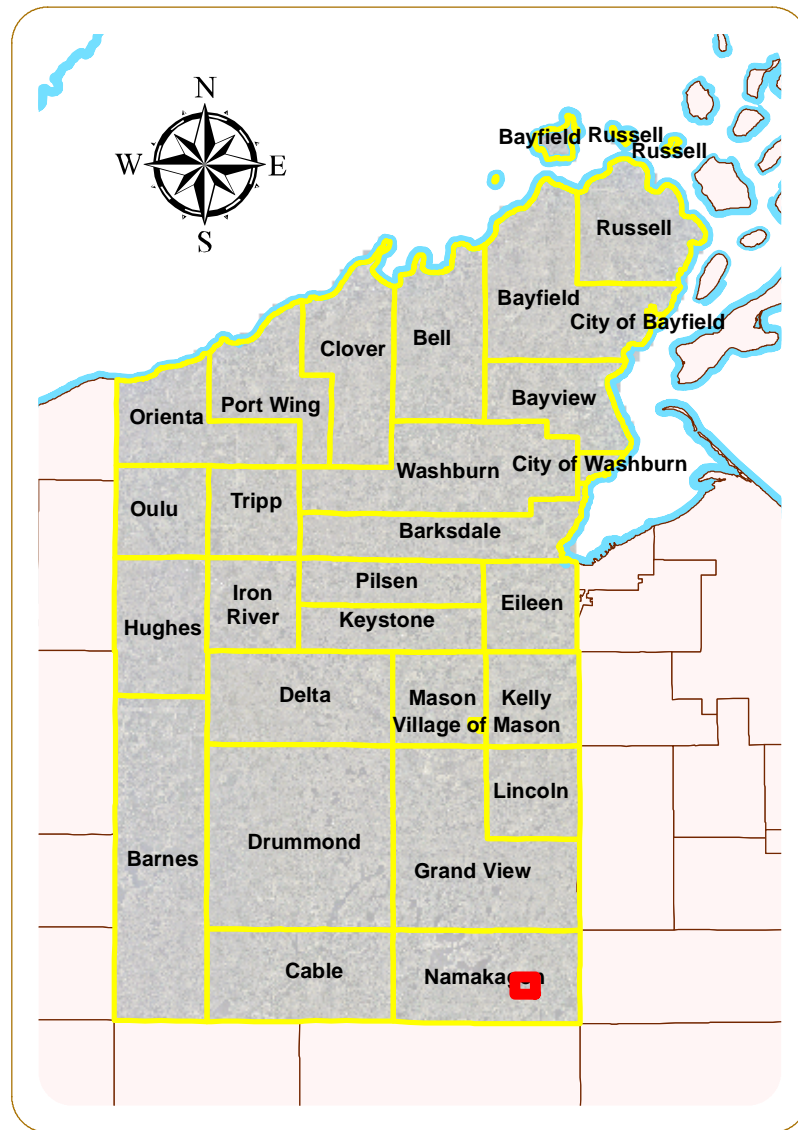 N
W
E
S
Bayfield
Russell
Russell
Russell
Bayfield
City of Bayfield
Clover
Bell
Bayview
Orienta
Port Wing
Washburn
City of Washburn
Oulu
Tripp
Barksdale
Pilsen
Iron
River
Eileen
Keystone
Hughes
Delta
Mason
Kelly
Village of Mason
Lincoln
Drummond
Barnes
Grand View
Cable
Namakagon